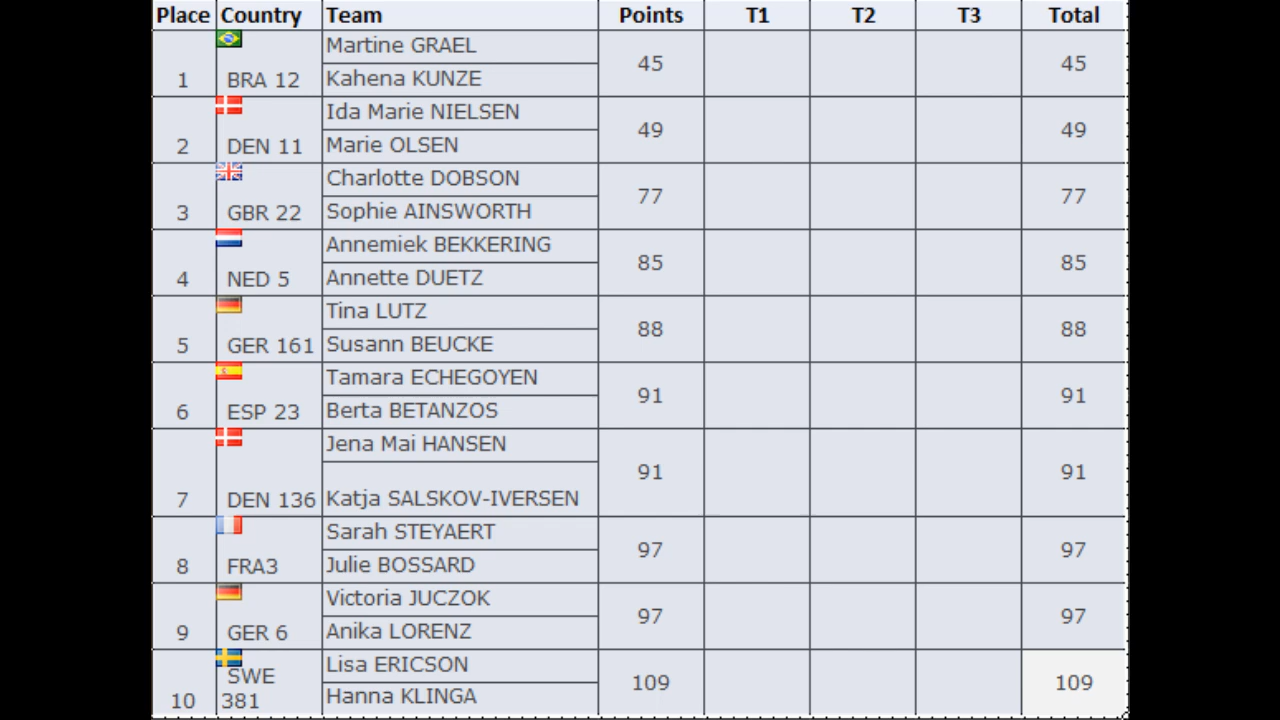 Place Country Team Points T1 T2 T3 Total
1 BRA 12 Martine GRAEL Kahena KUNZE 45 45
2 DEN 11 Ida Marie NIELSEN Marie OLSEN 49 49
3 GBR 22 Charlotte DOBSON Sophie AINSWORTH 77 77
4 NED 5 Annemiek BEKKERING Annette DUETZ 85 85
5 GER 161 Tina LUTZ Susann BEUCKE 88 88
6 ESP 23 Tamara ECHEGOYEN Berta BETANZOS 91 91
7 DEN 136 Jena Mai HANSEN Katja SALSKOV-IVERSEN 91 91
8 FRA3 Sarah STEYAERT Julie BOSSARD 97 97
9 GER 6 Victoria JUCZOK Anika LORENZ 97 97
10 SWE 381 Lisa ERICSON Hanna KLINGA 109 109